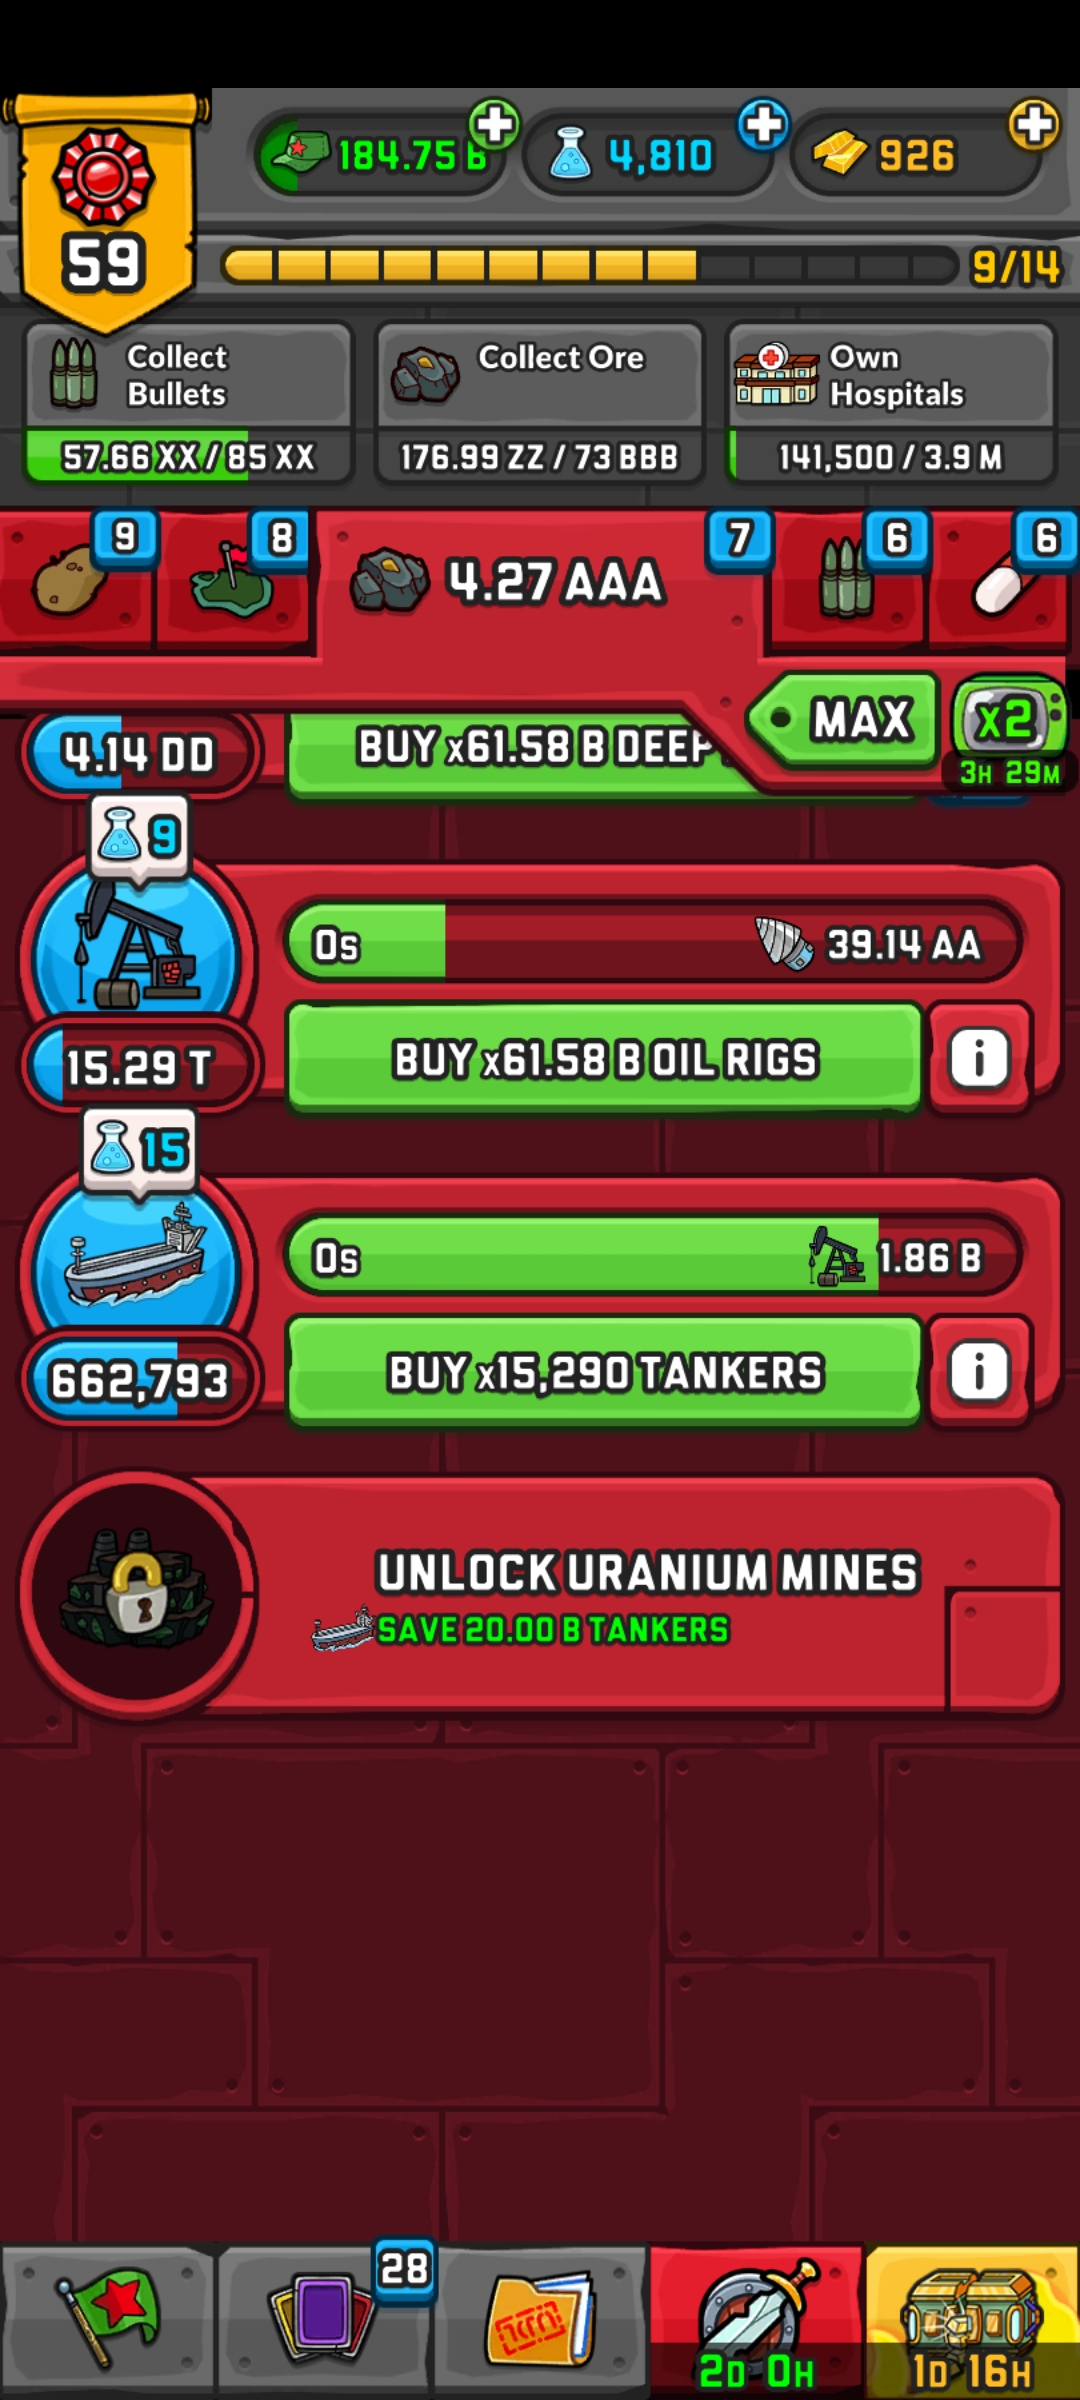 184.75 B
4,810
926
59
9/14
Collect
Bullets
57.66 XX / 85 XX
Collect Ore
176.99 ZZ / 73 BBB
Own
Hospitals
141,500 / 3.9 M
9
8
4.27 AAA
7
6
6
MAX
x2
3H 29M
4.14 DD
BUY x61.58 B DEEP
9
0s
39.14 AA
15.29 T
BUY x61.58 B OIL RIGS
i
15
0s
1.86 B
662,793
BUY x15,290 TANKERS
i
UNLOCK URANIUM MINES
SAVE 20.00 B TANKERS
28
2D 0H
1D 16H